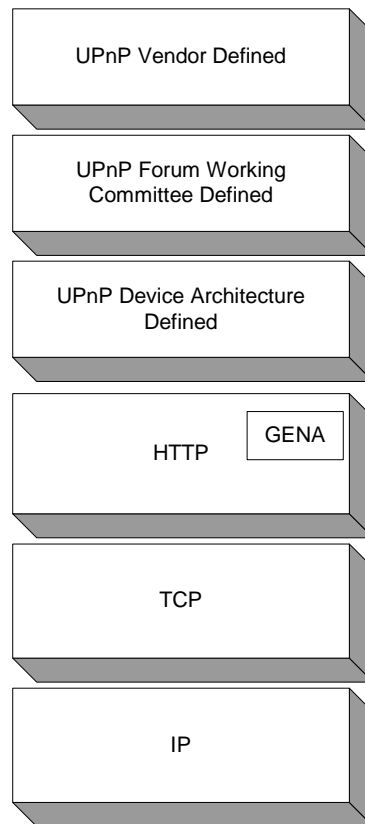 UPnP Vendor Defined
UPnP Forum Working
Committee Defined
UPnP Device Architecture
Defined
GENA
HTTP
TCP
IP